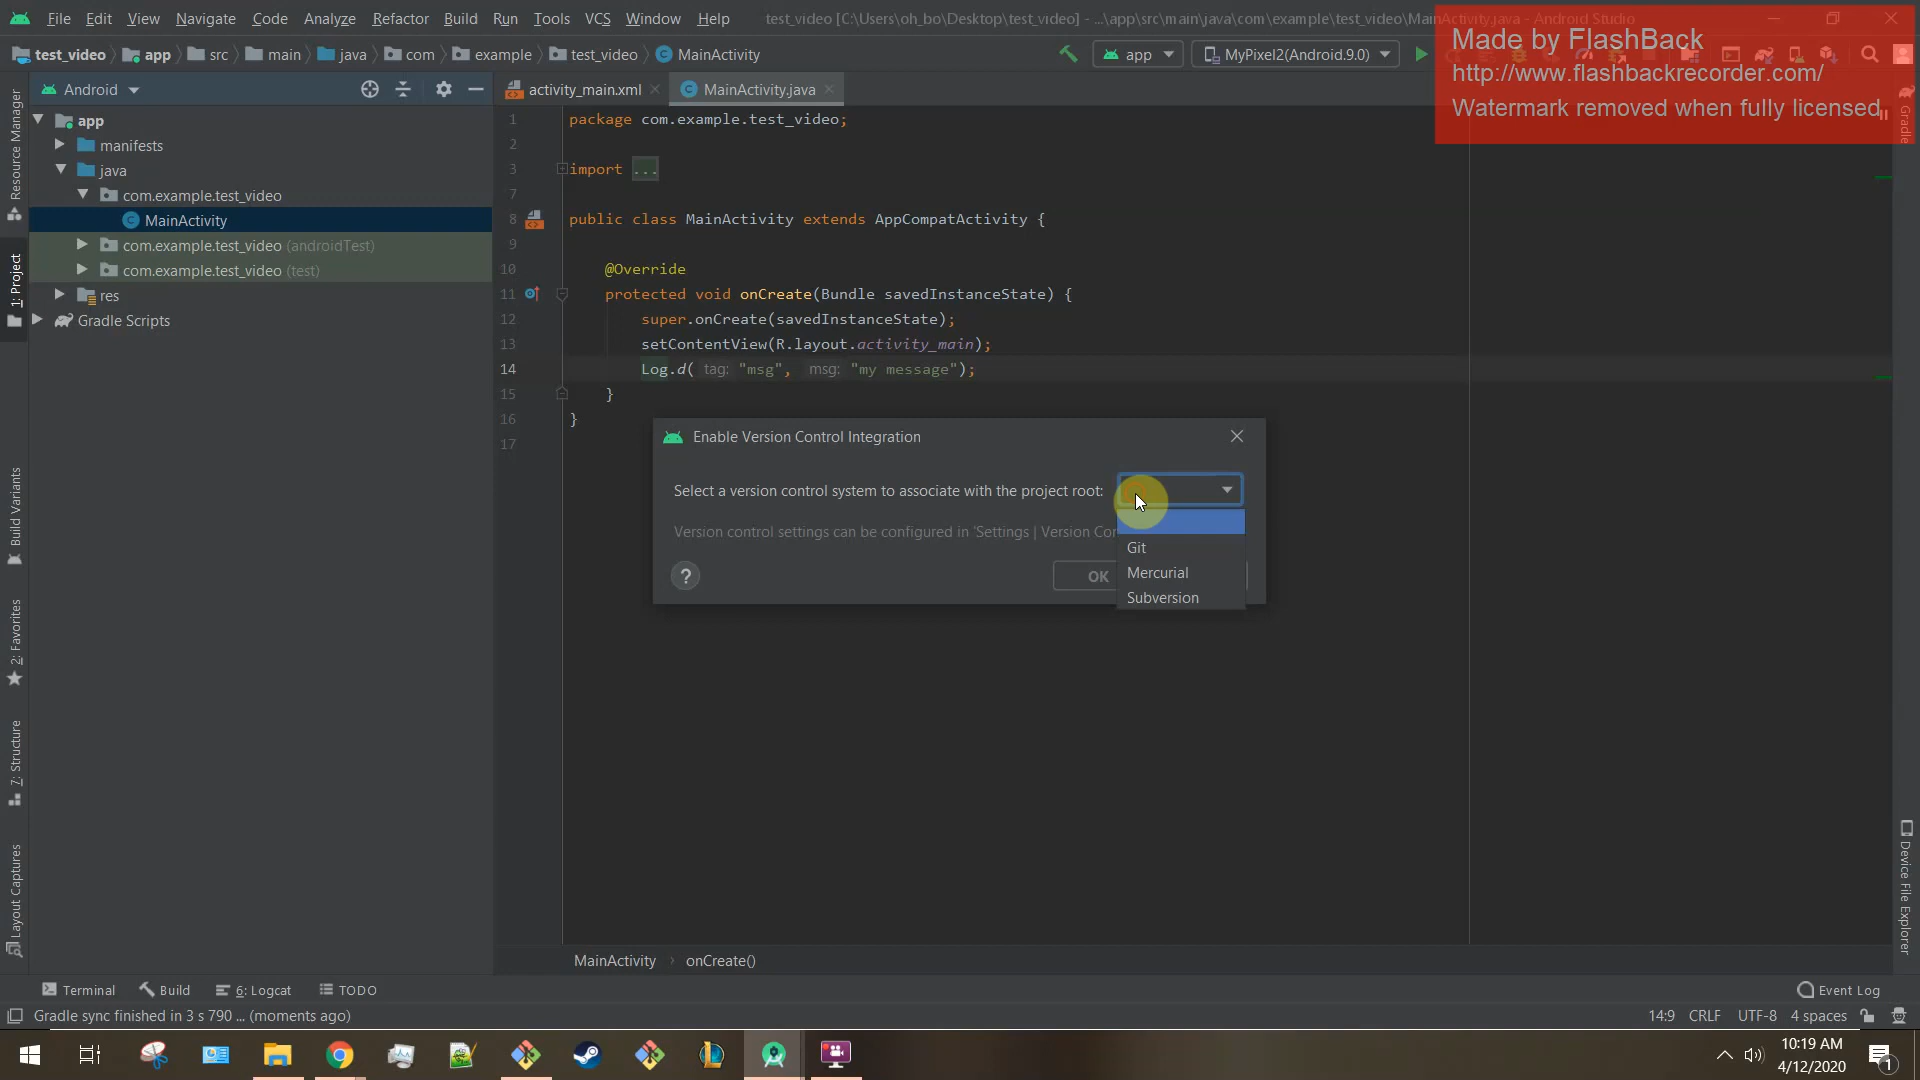 File Edit View Navigate Code Analyze Refactor Build Run Tools VCS Window Help test_video [C:\Users\oh_bo\Desktop\test_video] - ...\app\src\main\java\com\example\test_video\MainActivity.java - Android Studio
Made by FlashBack
http://www.flashbackrecorder.com/
Watermark removed when fully licensed
test_video app src main java com example test_video MainActivity app MyPixel2(Android.9.0)
Android activity_main.xml MainActivity.java
Resource Manager
1: Project
Build Variants
2: Favorites
7: Structure
Layout Captures
Gradle
Device File Explorer
app
manifests
java
com.example.test_video
MainActivity
com.example.test_video (androidTest)
com.example.test_video (test)
res
Gradle Scripts
1 package com.example.test_video;
2
3 import ...
7
8 public class MainActivity extends AppCompatActivity {
9
10 @Override
11 protected void onCreate(Bundle savedInstanceState) {
12 super.onCreate(savedInstanceState);
13 setContentView(R.layout.activity_main);
14 Log.d( tag: "msg", msg: "my message");
15 }
16 }
17
Enable Version Control Integration
Select a version control system to associate with the project root:
Version control settings can be configured in 'Settings | Version Con
Git
Mercurial
Subversion
? OK
MainActivity onCreate()
Terminal Build 6: Logcat TODO Event Log
Gradle sync finished in 3 s 790 ... (moments ago) 14:9 CRLF UTF-8 4 spaces
10:19 AM
4/12/2020
1